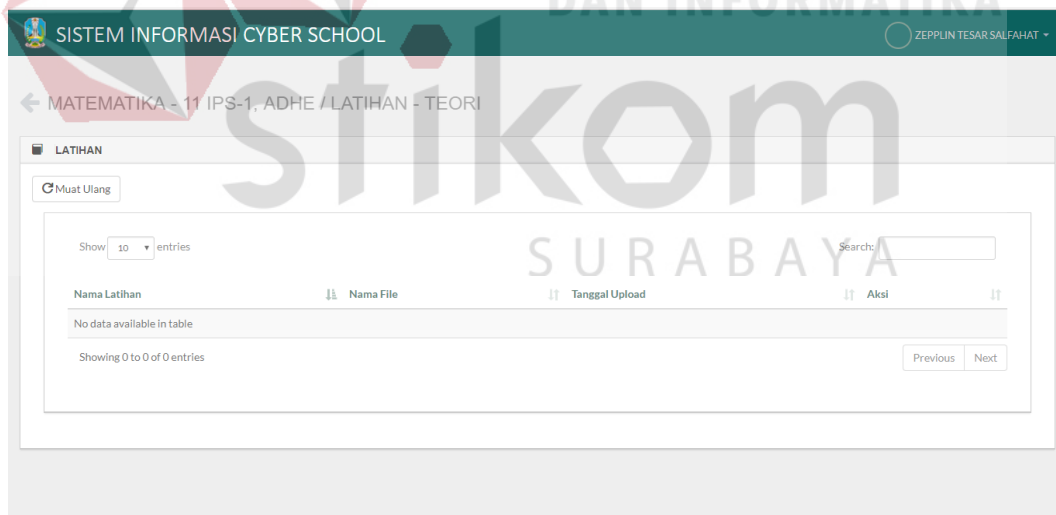 DAN INFORMATIKA
SISTEM INFORMASI CYBER SCHOOL
ZEPPLIN TESAR SALFAHAT
MATEMATIKA - 11 IPS-1, ADHE / LATIHAN - TEORI
stikom
LATIHAN
Muat Ulang
Show 10 entries
Search:
SURABAYA
Nama Latihan Nama File Tanggal Upload Aksi
No data available in table
Showing 0 to 0 of 0 entries
Previous Next